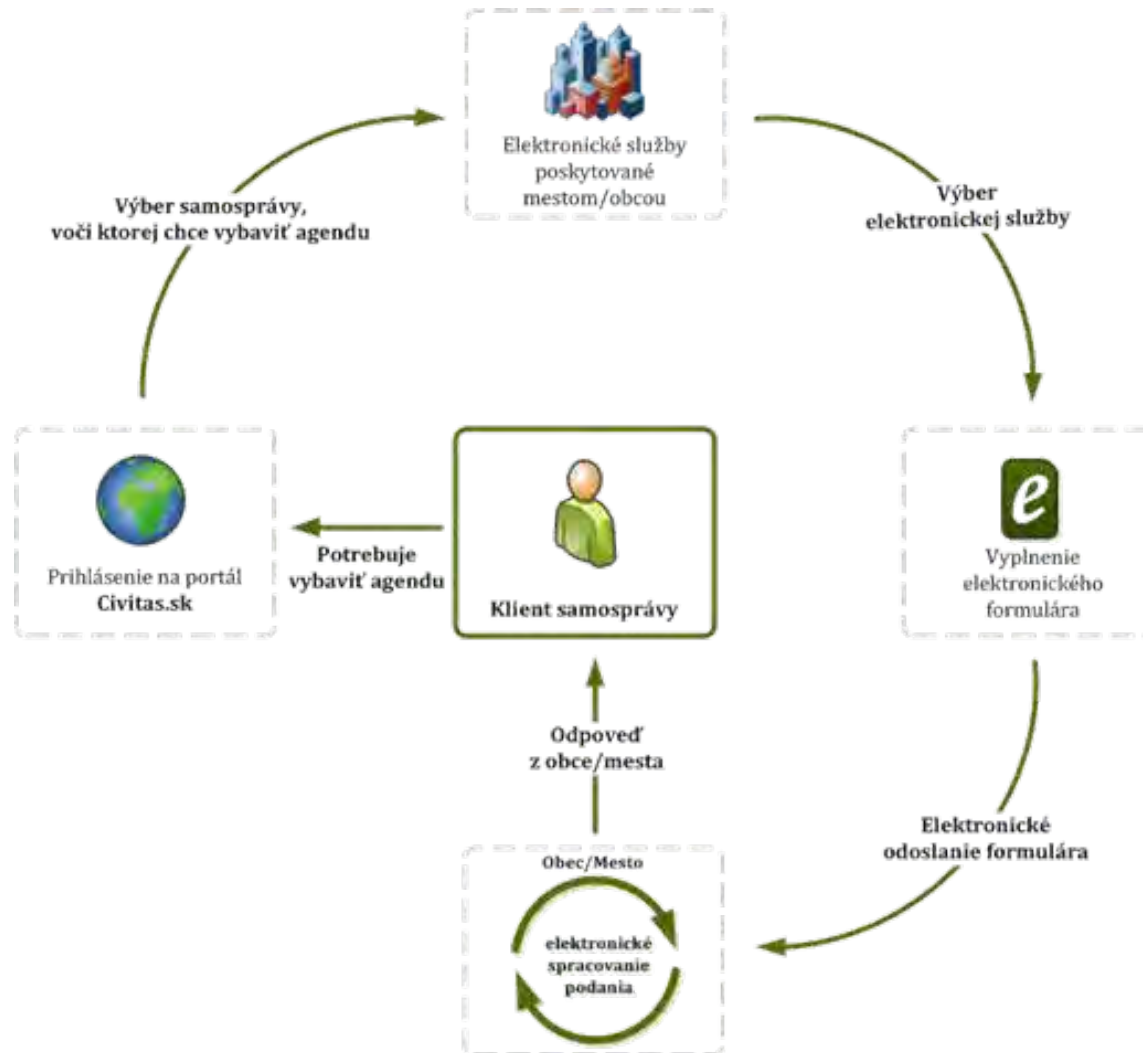 Elektronické služby
poskytované
mestom/obcou
Výber samosprávy,
voči ktorej chce vybaviť agendu
Výber
elektronickej služby
Prihlásenie na portál
Civitas.sk
Potrebuje
vybaviť agendu
Klient samosprávy
e
Vyplnenie
elektronického
formulára
Odpoveď
z obce/mesta
Elektronické
odoslanie formulára
Obec/Mesto
elektronické
spracovanie
podania